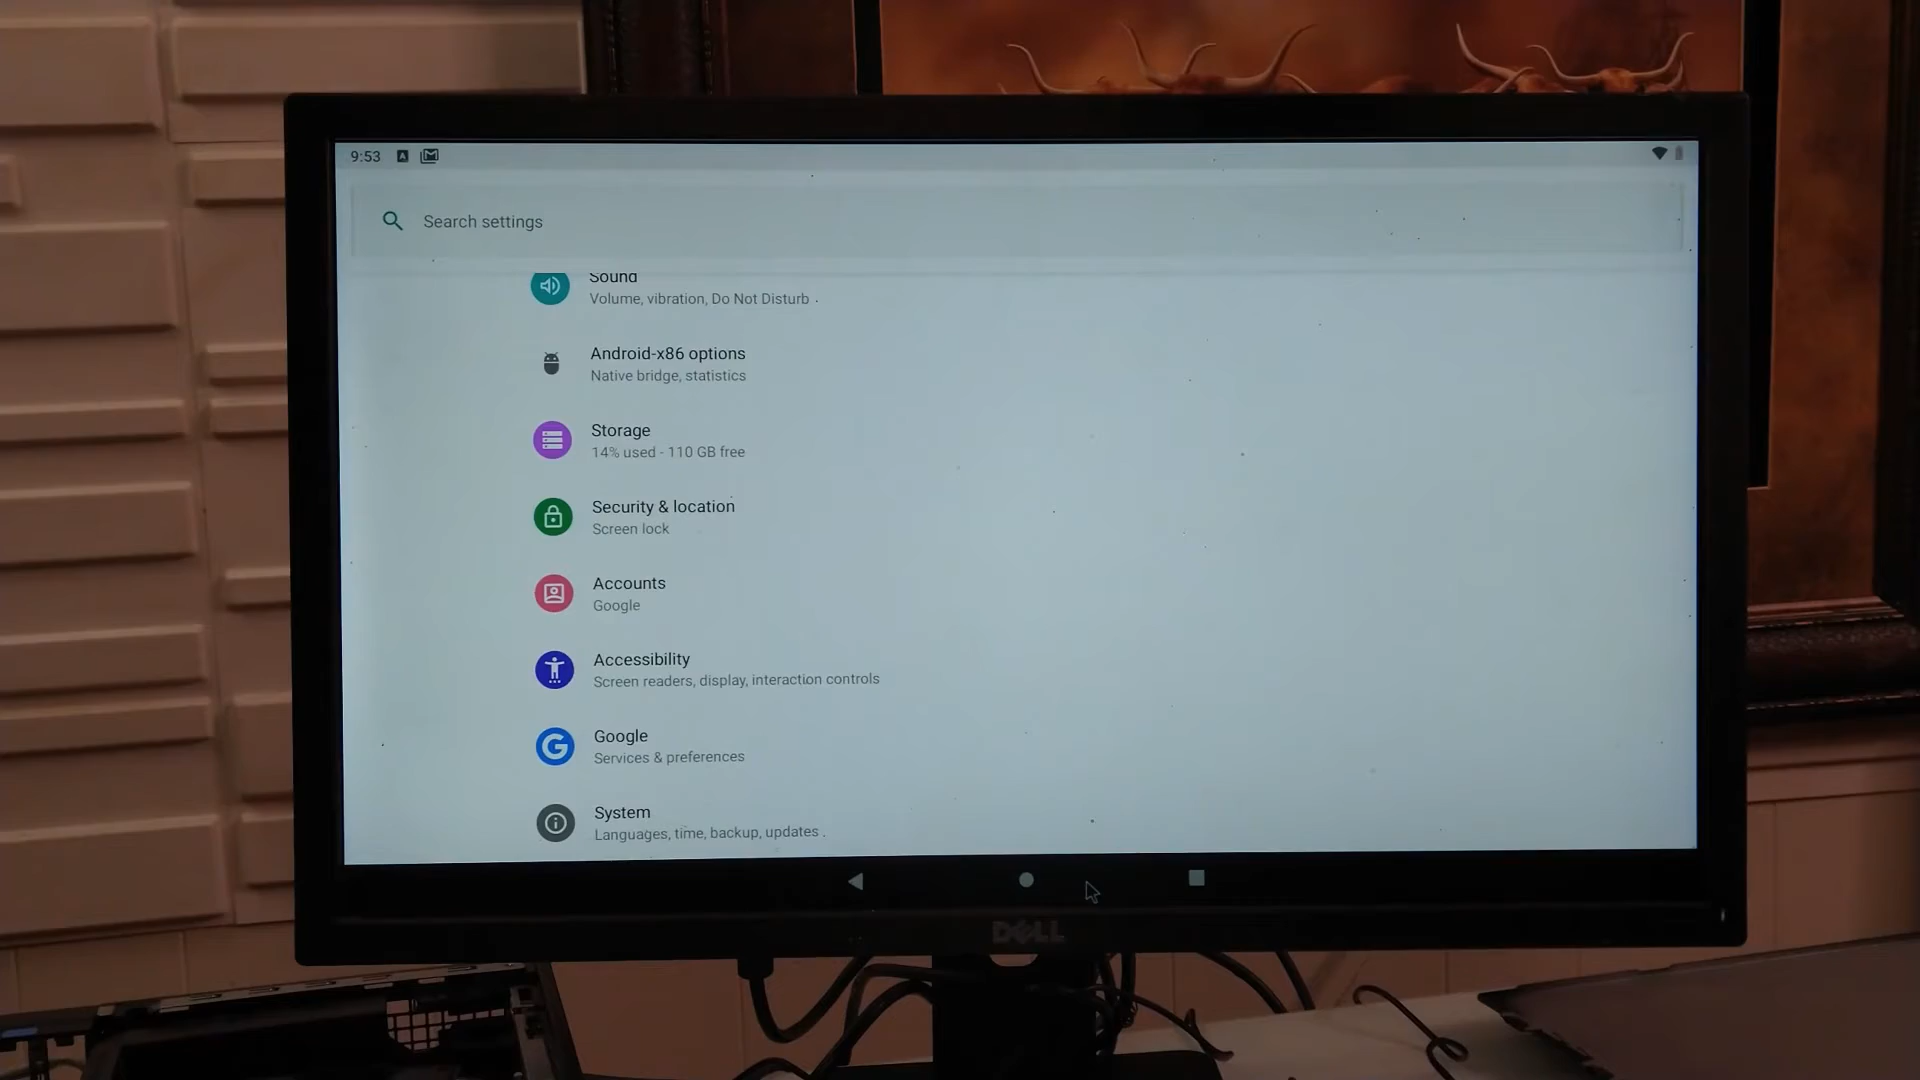 9:53
Search settings
Sound
Volume, vibration, Do Not Disturb
Android-x86 options
Native bridge, statistics
Storage
14% used - 110 GB free
Security & location
Screen lock
Accounts
Google
Accessibility
Screen readers, display, interaction controls
Google
Services & preferences
System
Languages, time, backup, updates
DELL